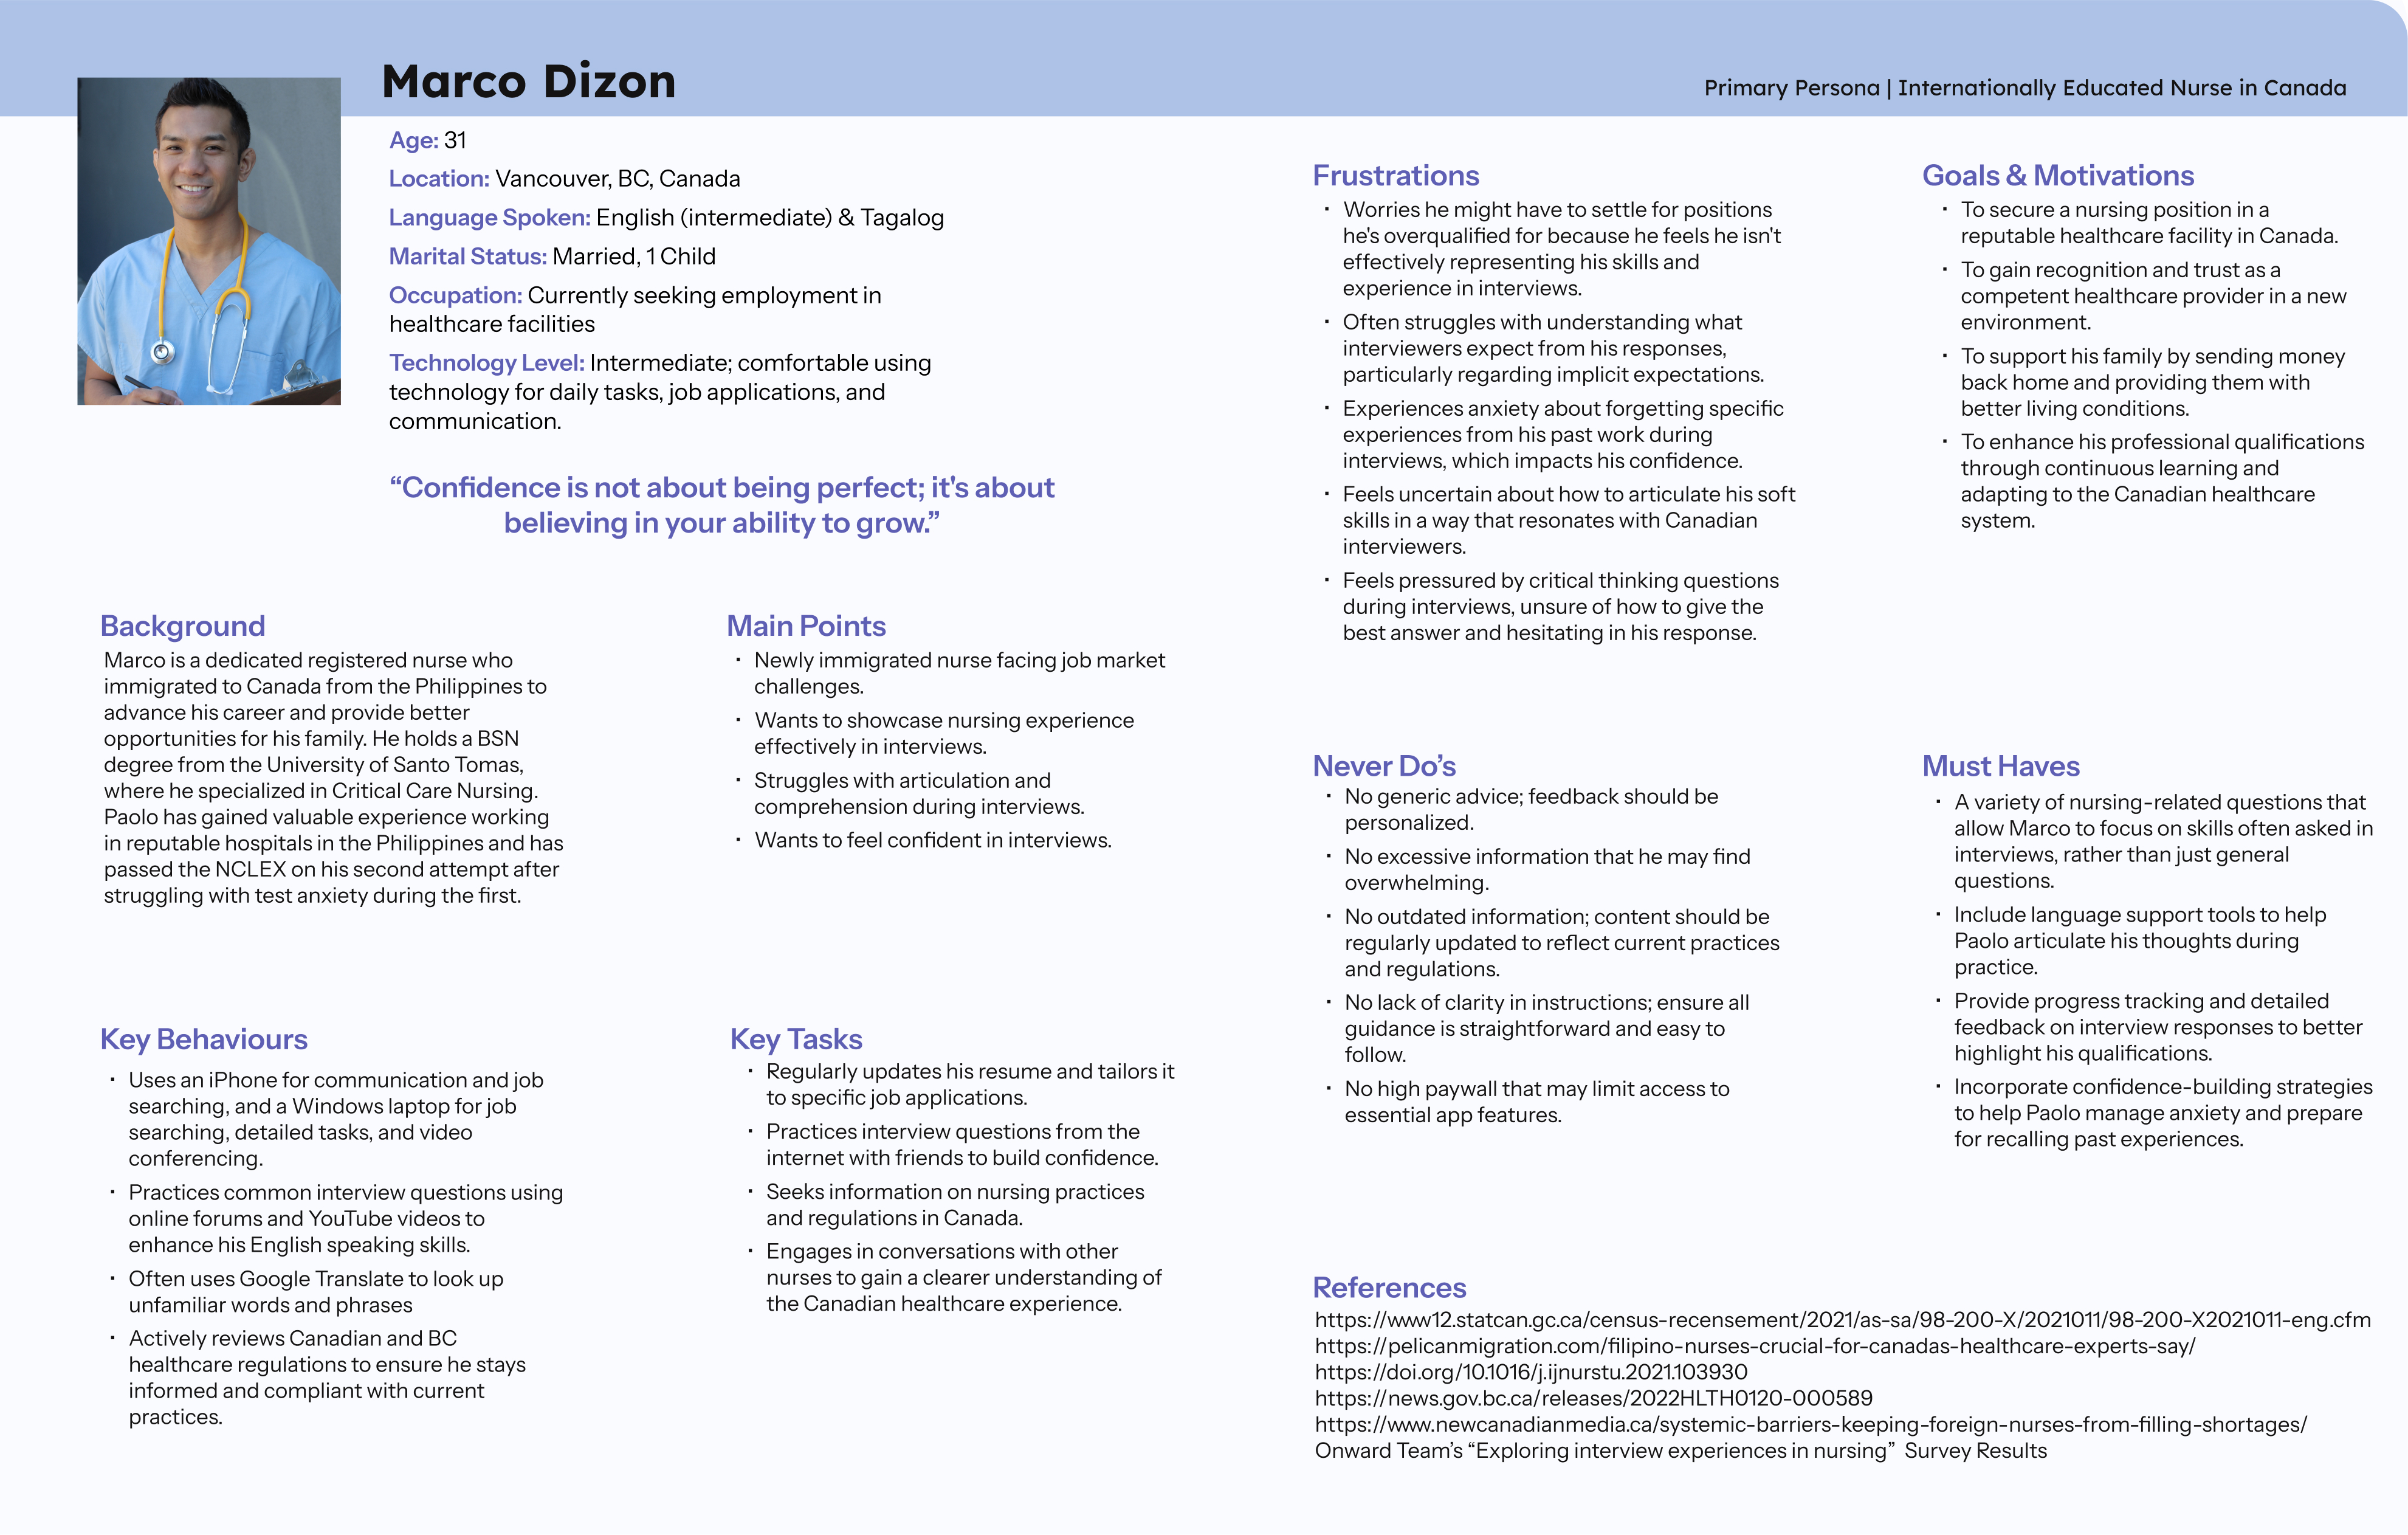 Marco Dizon
Primary Persona | Internationally Educated Nurse in Canada
Age: 31
Location: Vancouver, BC, Canada
Language Spoken: English (intermediate) & Tagalog
Marital Status: Married, 1 Child
Occupation: Currently seeking employment in
healthcare facilities
Technology Level: Intermediate; comfortable using
technology for daily tasks, job applications, and
communication.
“Confidence is not about being perfect; it's about
believing in your ability to grow.”
Background
Marco is a dedicated registered nurse who
immigrated to Canada from the Philippines to
advance his career and provide better
opportunities for his family. He holds a BSN
degree from the University of Santo Tomas,
where he specialized in Critical Care Nursing.
Paolo has gained valuable experience working
in reputable hospitals in the Philippines and has
passed the NCLEX on his second attempt after
struggling with test anxiety during the first.
Main Points
· Newly immigrated nurse facing job market
challenges.
· Wants to showcase nursing experience
effectively in interviews.
· Struggles with articulation and
comprehension during interviews.
· Wants to feel confident in interviews.
Key Behaviours
· Uses an iPhone for communication and job
searching, and a Windows laptop for job
searching, detailed tasks, and video
conferencing.
· Practices common interview questions using
online forums and YouTube videos to
enhance his English speaking skills.
· Often uses Google Translate to look up
unfamiliar words and phrases
· Actively reviews Canadian and BC
healthcare regulations to ensure he stays
informed and compliant with current
practices.
Key Tasks
· Regularly updates his resume and tailors it
to specific job applications.
· Practices interview questions from the
internet with friends to build confidence.
· Seeks information on nursing practices
and regulations in Canada.
· Engages in conversations with other
nurses to gain a clearer understanding of
the Canadian healthcare experience.
Frustrations
· Worries he might have to settle for positions
he's overqualified for because he feels he isn't
effectively representing his skills and
experience in interviews.
· Often struggles with understanding what
interviewers expect from his responses,
particularly regarding implicit expectations.
· Experiences anxiety about forgetting specific
experiences from his past work during
interviews, which impacts his confidence.
· Feels uncertain about how to articulate his soft
skills in a way that resonates with Canadian
interviewers.
· Feels pressured by critical thinking questions
during interviews, unsure of how to give the
best answer and hesitating in his response.
Goals & Motivations
· To secure a nursing position in a
reputable healthcare facility in Canada.
· To gain recognition and trust as a
competent healthcare provider in a new
environment.
· To support his family by sending money
back home and providing them with
better living conditions.
· To enhance his professional qualifications
through continuous learning and
adapting to the Canadian healthcare
system.
Never Do’s
· No generic advice; feedback should be
personalized.
· No excessive information that he may find
overwhelming.
· No outdated information; content should be
regularly updated to reflect current practices
and regulations.
· No lack of clarity in instructions; ensure all
guidance is straightforward and easy to
follow.
· No high paywall that may limit access to
essential app features.
Must Haves
· A variety of nursing-related questions that
allow Marco to focus on skills often asked in
interviews, rather than just general
questions.
· Include language support tools to help
Paolo articulate his thoughts during
practice.
· Provide progress tracking and detailed
feedback on interview responses to better
highlight his qualifications.
· Incorporate confidence-building strategies
to help Paolo manage anxiety and prepare
for recalling past experiences.
References
https://www12.statcan.gc.ca/census-recensement/2021/as-sa/98-200-X/2021011/98-200-X2021011-eng.cfm
https://pelicanmigration.com/filipino-nurses-crucial-for-canadas-healthcare-experts-say/
https://doi.org/10.1016/j.ijnurstu.2021.103930
https://news.gov.bc.ca/releases/2022HLTH0120-000589
https://www.newcanadianmedia.ca/systemic-barriers-keeping-foreign-nurses-from-filling-shortages/
Onward Team’s “Exploring interview experiences in nursing” Survey Results